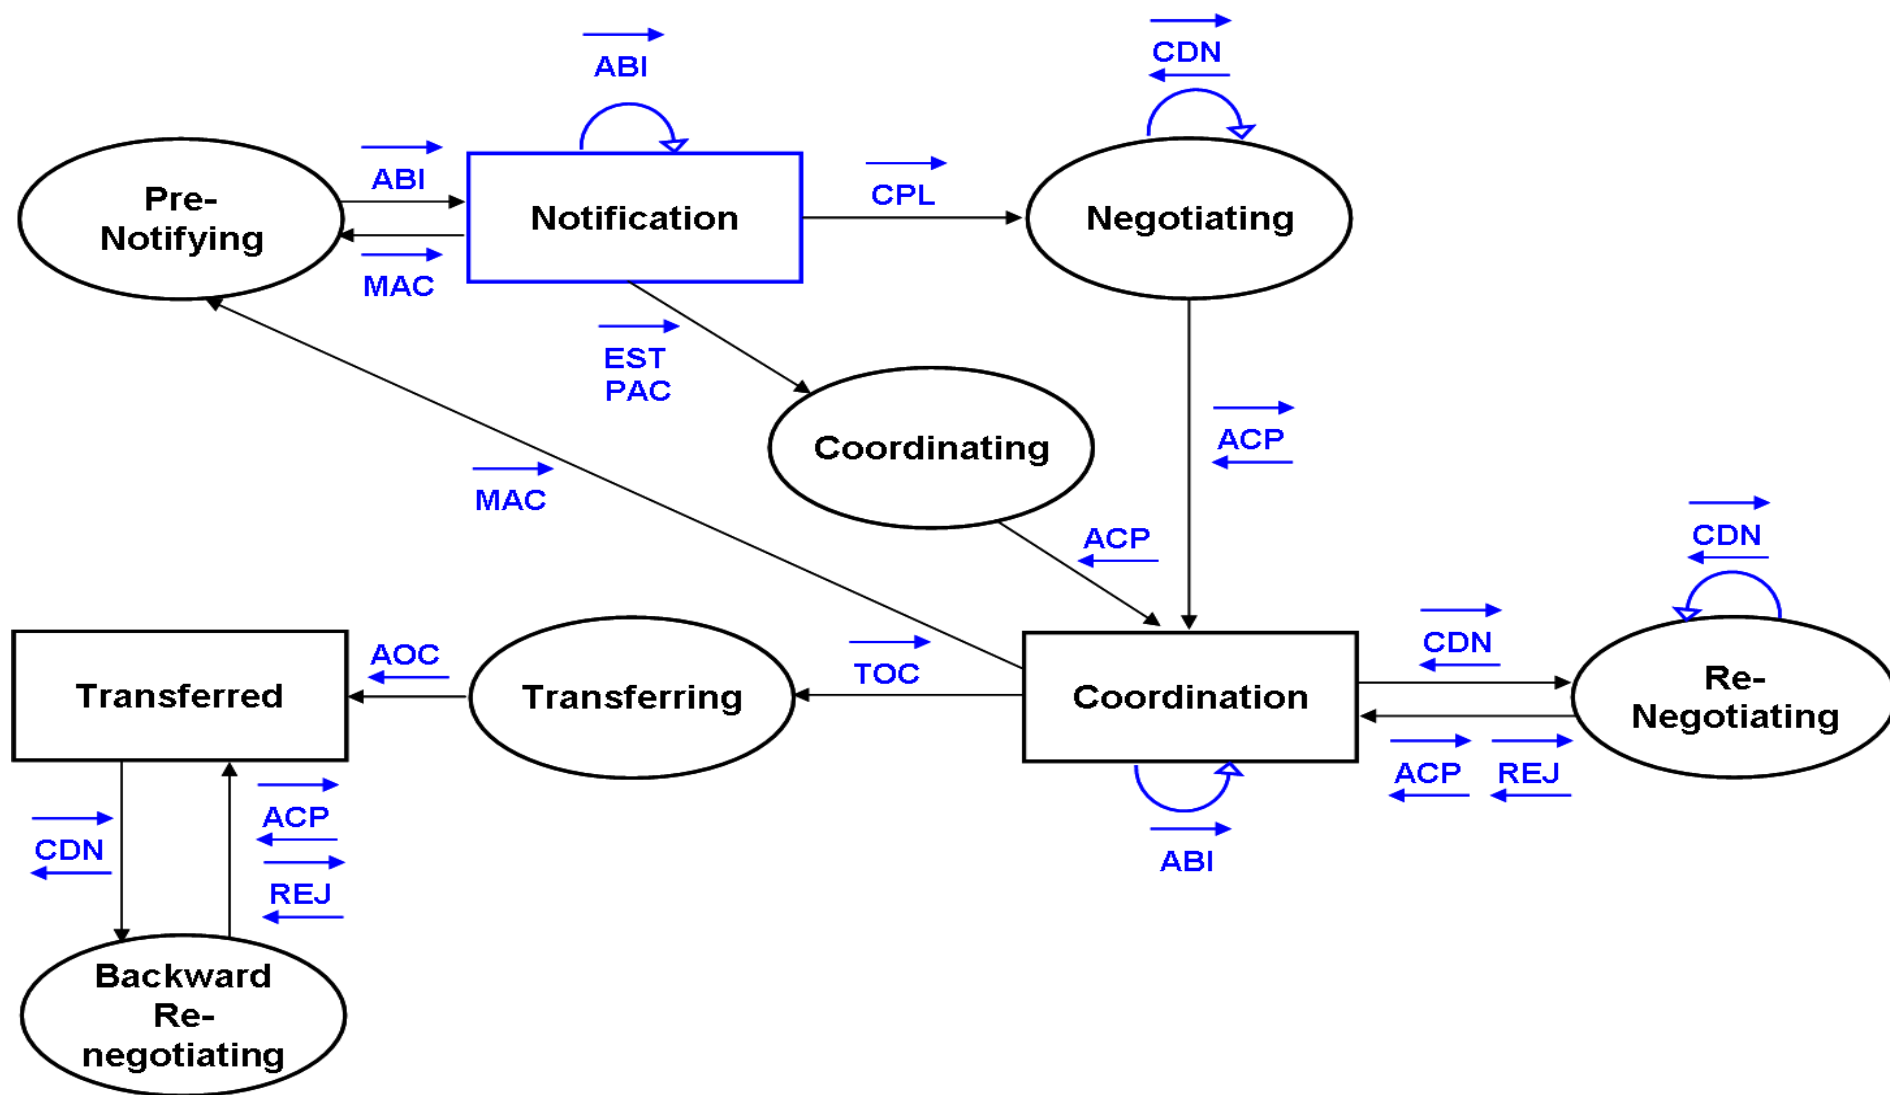 ABI
CDN
ABI
CPL
Pre-
Notifying
Notification
Negotiating
MAC
EST
PAC
Coordinating
ACP
MAC
ACP
CDN
AOC
TOC
CDN
Transferred
Transferring
Coordination
Re-
Negotiating
ACP
REJ
ACP
CDN
REJ
ABI
Backward
Re-
negotiating